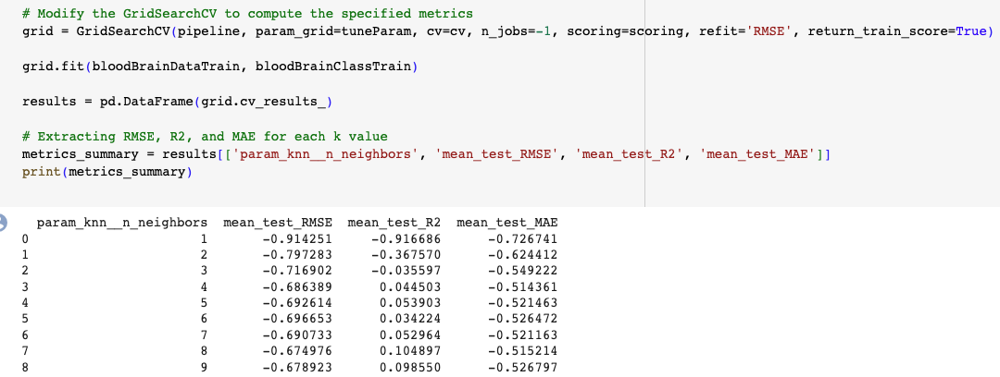 # Modify the GridSearchCV to compute the specified metrics
grid = GridSearchCV(pipeline, param_grid=tuneParam, cv=cv, n_jobs=-1, scoring=scoring, refit='RMSE', return_train_score=True)
grid.fit(bloodBrainDataTrain, bloodBrainClassTrain)
results = pd.DataFrame(grid.cv_results_)
# Extracting RMSE, R2, and MAE for each k value
metrics_summary = results[['param_knn__n_neighbors', 'mean_test_RMSE', 'mean_test_R2', 'mean_test_MAE']]
print(metrics_summary)
param_knn__n_neighbors mean_test_RMSE mean_test_R2 mean_test_MAE
0 1 -0.914251 -0.916686 -0.726741
1 2 -0.797283 -0.367570 -0.624412
2 3 -0.716902 -0.035597 -0.549222
3 4 -0.686389 0.044503 -0.514361
4 5 -0.692614 0.053903 -0.521463
5 6 -0.696653 0.034224 -0.526472
6 7 -0.690733 0.052964 -0.521163
7 8 -0.674976 0.104897 -0.515214
8 9 -0.678923 0.098550 -0.526797